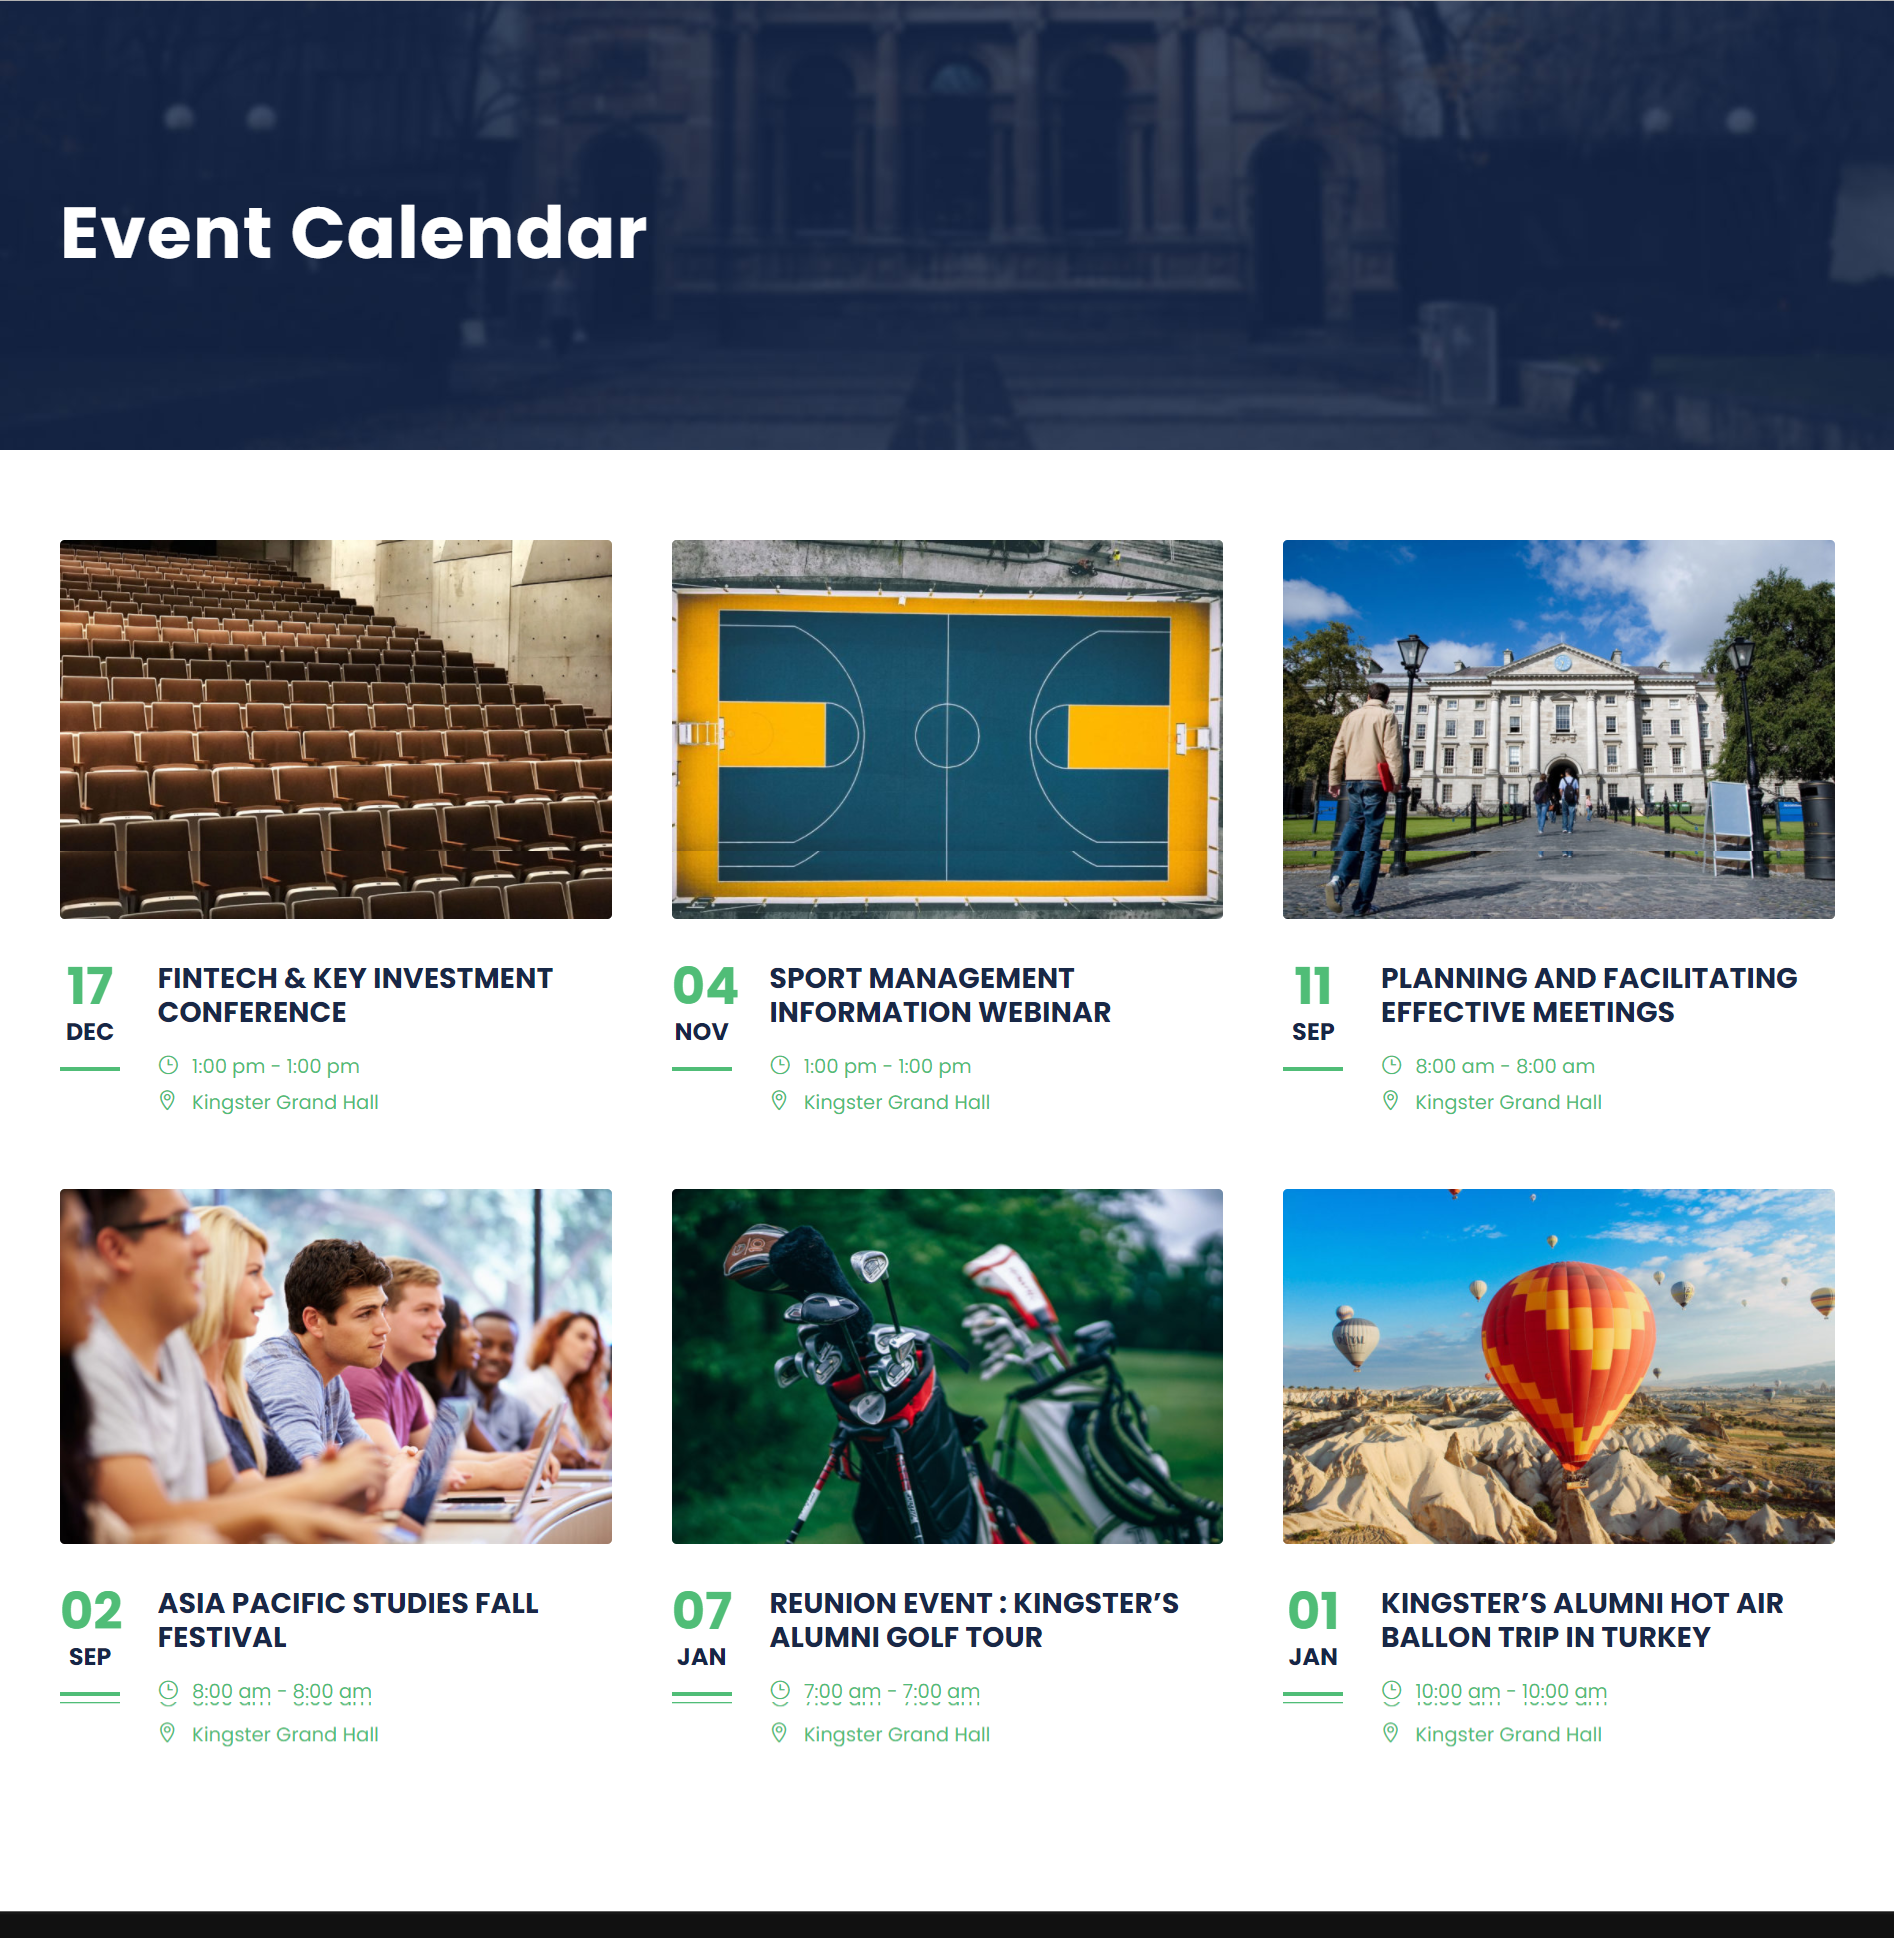 Event Calendar
17
DEC
FINTECH & KEY INVESTMENT
CONFERENCE
1:00 pm - 1:00 pm
Kingster Grand Hall
04
NOV
SPORT MANAGEMENT
INFORMATION WEBINAR
1:00 pm - 1:00 pm
Kingster Grand Hall
11
SEP
PLANNING AND FACILITATING
EFFECTIVE MEETINGS
8:00 am - 8:00 am
Kingster Grand Hall
02
SEP
ASIA PACIFIC STUDIES FALL
FESTIVAL
8:00 am - 8:00 am
Kingster Grand Hall
07
JAN
REUNION EVENT : KINGSTER’S
ALUMNI GOLF TOUR
7:00 am - 7:00 am
Kingster Grand Hall
01
JAN
KINGSTER’S ALUMNI HOT AIR
BALLON TRIP IN TURKEY
10:00 am - 10:00 am
Kingster Grand Hall